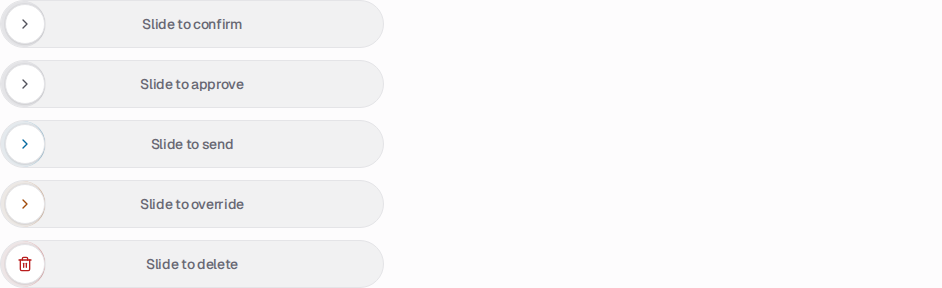 Slide to confirm
Slide to approve
Slide to send
Slide to override
Slide to delete